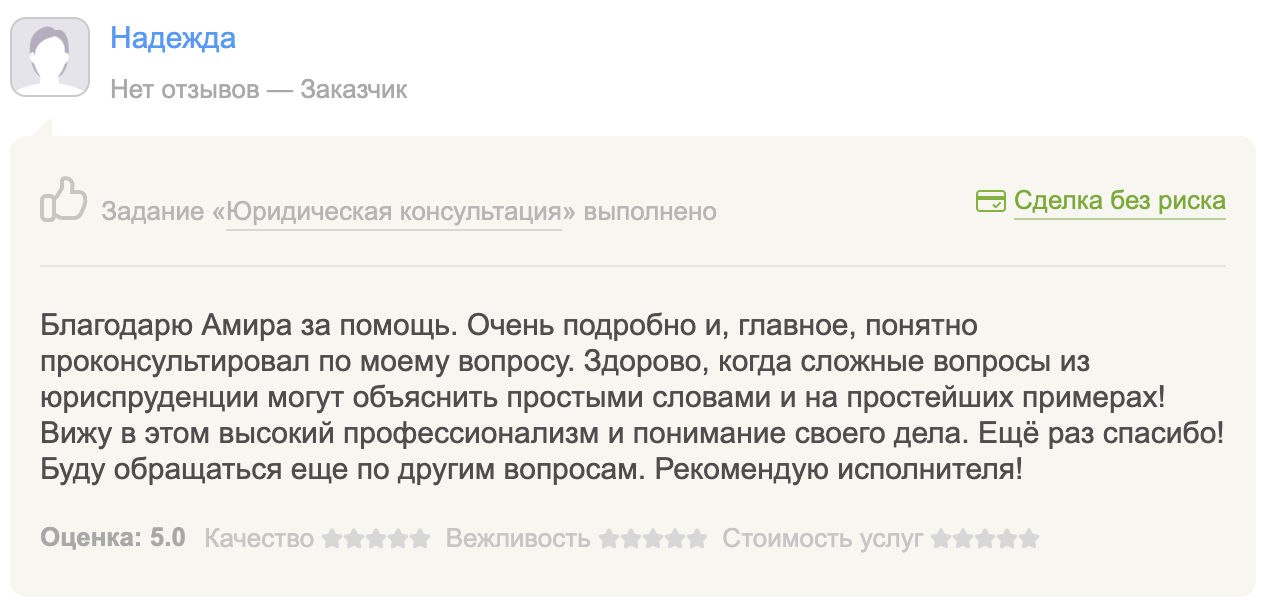 Надежда
Нет отзывов — Заказчик
Задание «Юридическая консультация» выполнено
Сделка без риска
Благодарю Амира за помощь. Очень подробно и, главное, понятно
проконсультировал по моему вопросу. Здорово, когда сложные вопросы из
юриспруденции могут объяснить простыми словами и на простейших примерах!
Вижу в этом высокий профессионализм и понимание своего дела. Ещё раз спасибо!
Буду обращаться еще по другим вопросам. Рекомендую исполнителя!
Оценка: 5.0 Качество Вежливость Стоимость услуг